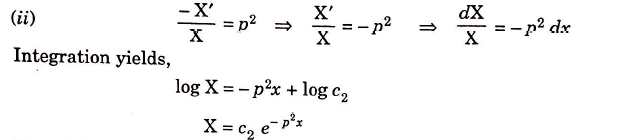 (ii) -X′/X = p² ⇒ X′/X = -p² ⇒ dX/X = -p² dx
Integration yields,
log X = - p²x + log c₂
X = c₂ e^(- p²x)